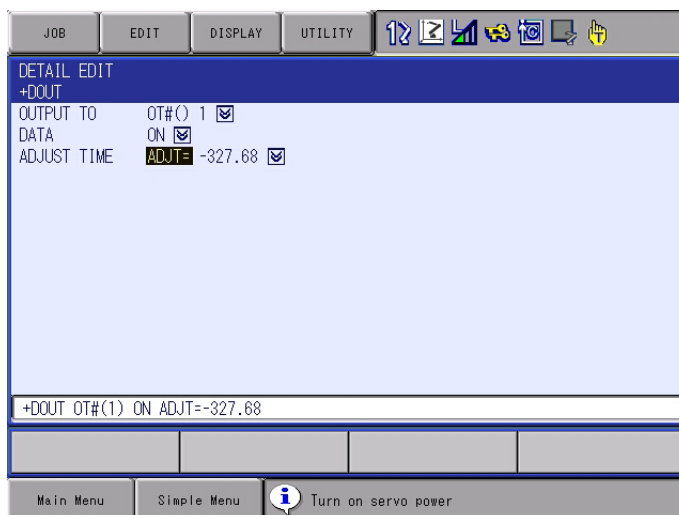 JOB EDIT DISPLAY UTILITY
DETAIL EDIT
+DOUT
OUTPUT TO OT#() 1
DATA ON
ADJUST TIME ADJT= -327.68
+DOUT OT#(1) ON ADJT=-327.68
Main Menu Simple Menu Turn on servo power